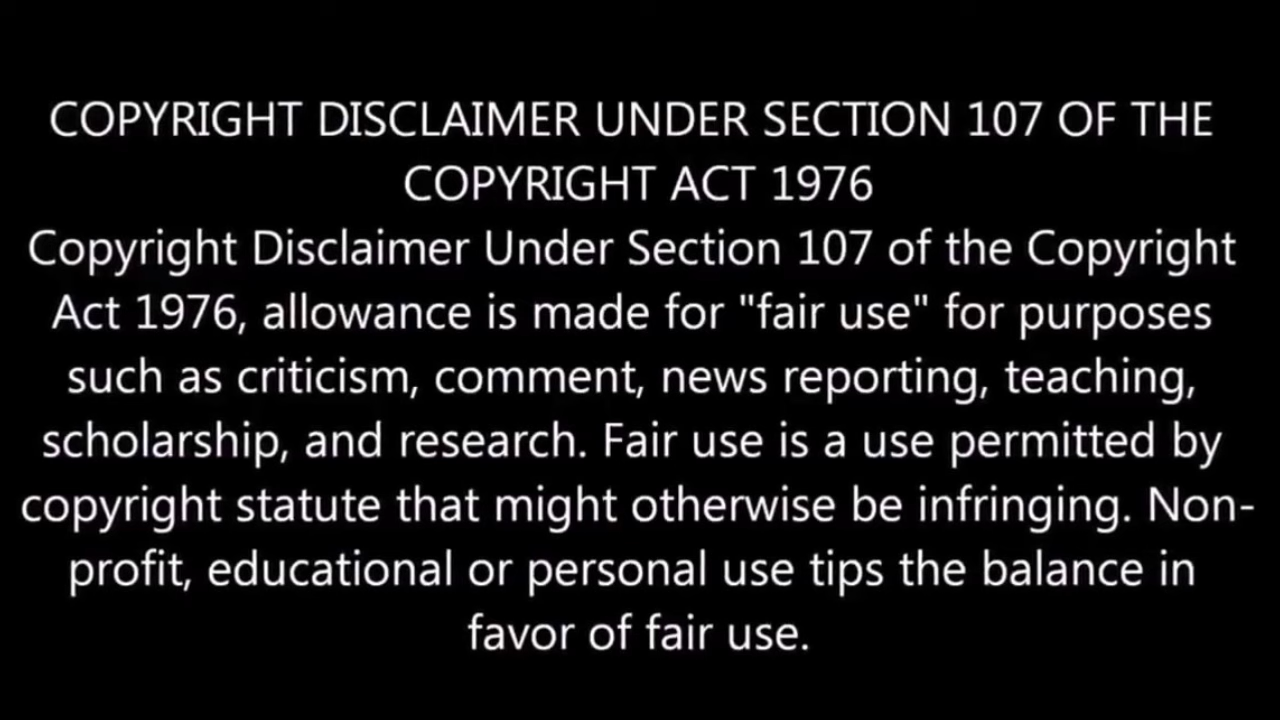 COPYRIGHT DISCLAIMER UNDER SECTION 107 OF THE
COPYRIGHT ACT 1976
Copyright Disclaimer Under Section 107 of the Copyright
Act 1976, allowance is made for "fair use" for purposes
such as criticism, comment, news reporting, teaching,
scholarship, and research. Fair use is a use permitted by
copyright statute that might otherwise be infringing. Non-
profit, educational or personal use tips the balance in
favor of fair use.